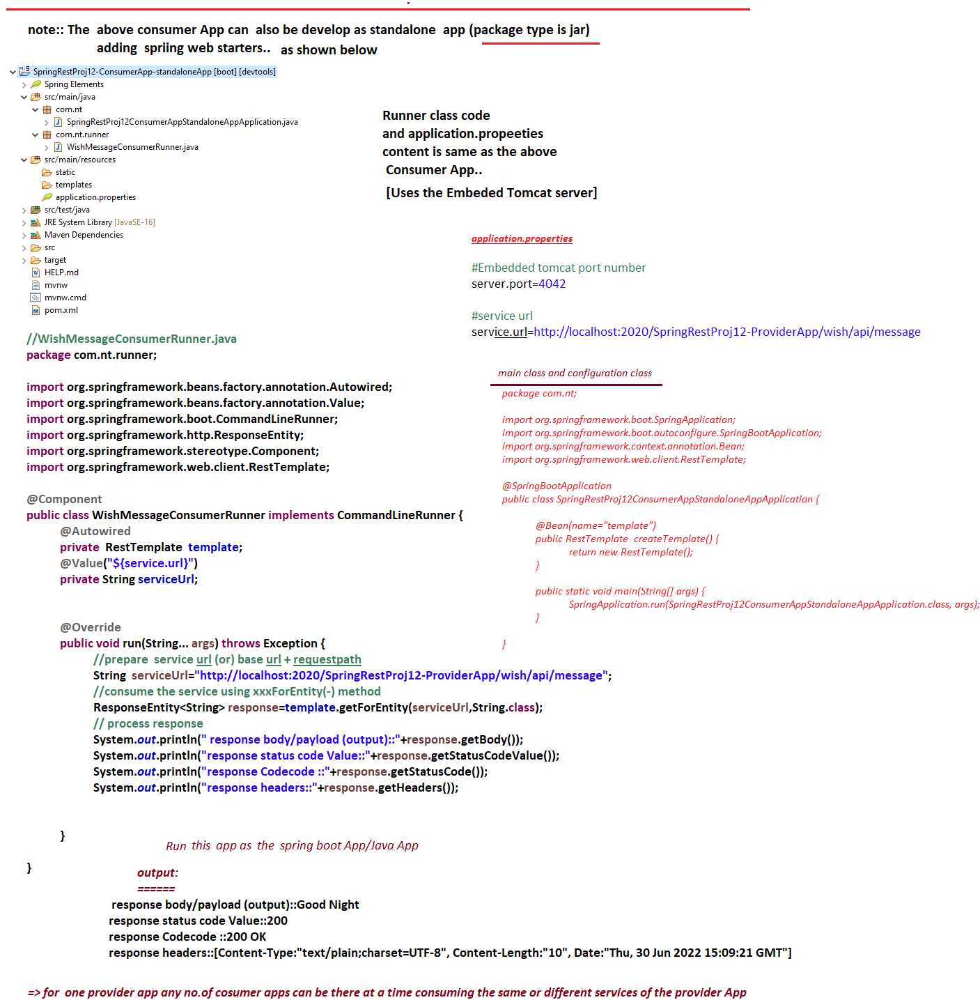 note:: The  above consumer App can  also be develop as standalone  app (package type is jar)
adding  spriing web starters..   as shown below
SpringRestProj12-ConsumerApp-standaloneApp [boot] [devtools]
Spring Elements
src/main/java
com.nt
SpringRestProj12ConsumerAppStandaloneAppApplication.java
com.nt.runner
WishMessageConsumerRunner.java
src/main/resources
static
templates
application.properties
src/test/java
JRE System Library [JavaSE-16]
Maven Dependencies
src
target
HELP.md
mvnw
mvnw.cmd
pom.xml
Runner class code
and application.propeeties
content is same as the above
Consumer App..
[Uses the Embeded Tomcat server]
application.properties
#Embedded tomcat port number
server.port=4042
#service url
service.url=http://localhost:2020/SpringRestProj12-ProviderApp/wish/api/message
//WishMessageConsumerRunner.java
package com.nt.runner;
import org.springframework.beans.factory.annotation.Autowired;
import org.springframework.beans.factory.annotation.Value;
import org.springframework.boot.CommandLineRunner;
import org.springframework.http.ResponseEntity;
import org.springframework.stereotype.Component;
import org.springframework.web.client.RestTemplate;
@Component
public class WishMessageConsumerRunner implements CommandLineRunner {
@Autowired
private  RestTemplate  template;
@Value("${service.url}")
private String serviceUrl;
@Override
public void run(String... args) throws Exception {
//prepare  service url (or) base url + requestpath
String  serviceUrl="http://localhost:2020/SpringRestProj12-ProviderApp/wish/api/message";
//consume the service using xxxForEntity(-) method
ResponseEntity<String> response=template.getForEntity(serviceUrl,String.class);
// process response
System.out.println(" response body/payload (output)::"+response.getBody());
System.out.println("response status code Value::"+response.getStatusCodeValue());
System.out.println("response Codecode ::"+response.getStatusCode());
System.out.println("response headers::"+response.getHeaders());
}
}
main class and configuration class
package com.nt;
import org.springframework.boot.SpringApplication;
import org.springframework.boot.autoconfigure.SpringBootApplication;
import org.springframework.context.annotation.Bean;
import org.springframework.web.client.RestTemplate;
@SpringBootApplication
public class SpringRestProj12ConsumerAppStandaloneAppApplication {
@Bean(name="template")
public RestTemplate  createTemplate() {
return new RestTemplate();
}
public static void main(String[] args) {
SpringApplication.run(SpringRestProj12ConsumerAppStandaloneAppApplication.class, args);
}
}
Run  this  app as  the  spring boot App/Java App
output:
======
response body/payload (output)::Good Night
response status code Value::200
response Codecode ::200 OK
response headers::[Content-Type:"text/plain;charset=UTF-8", Content-Length:"10", Date:"Thu, 30 Jun 2022 15:09:21 GMT"]
=> for  one provider app any no.of cosumer apps can be there at a time consuming the same or different services of the provider App